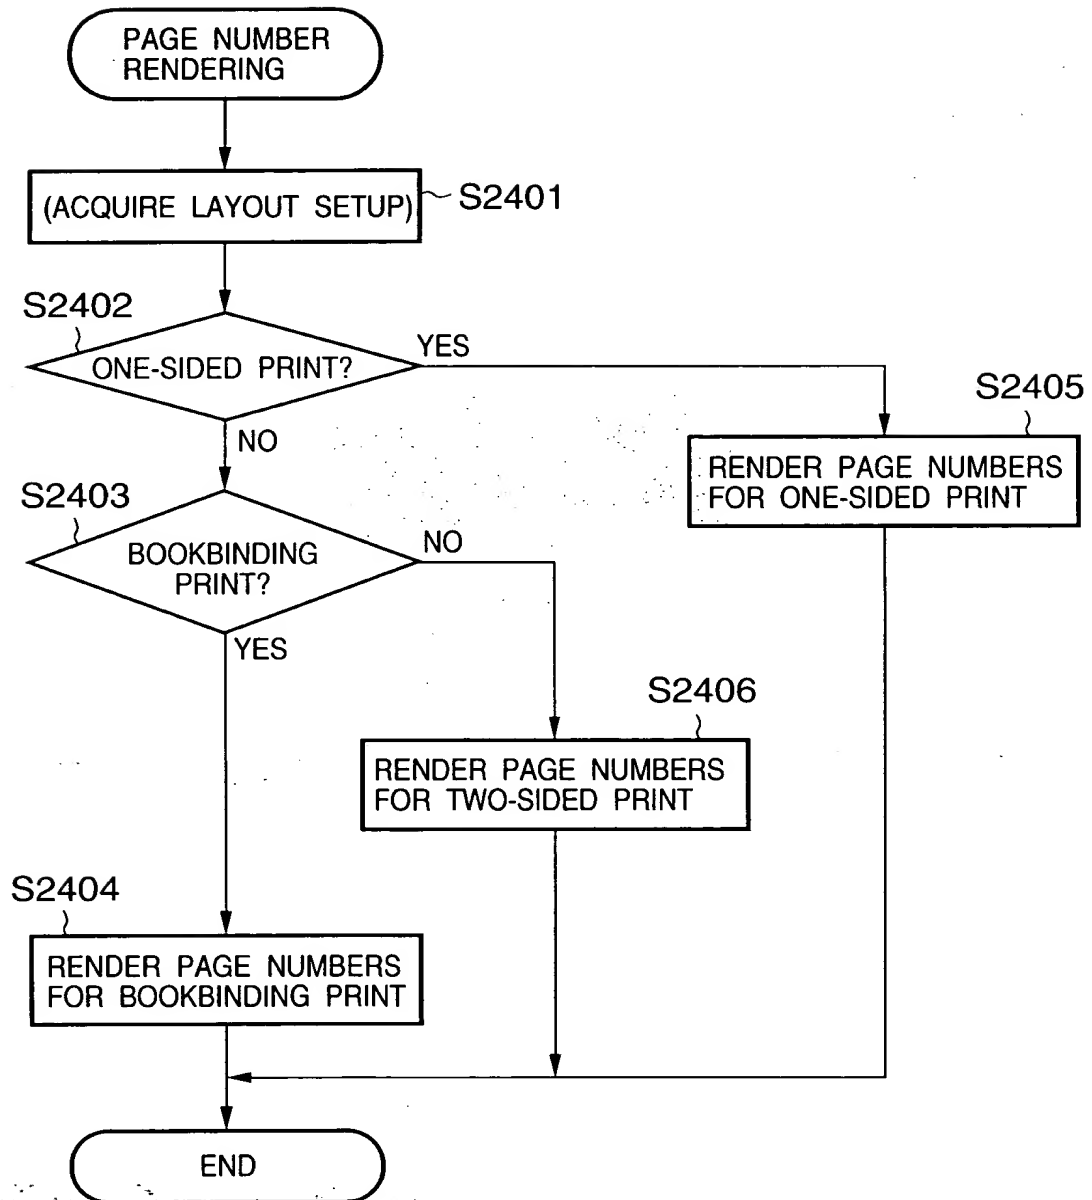 PAGE NUMBER
RENDERING
(ACQUIRE LAYOUT SETUP)
S2401
S2402
ONE-SIDED PRINT?
YES
NO
S2405
RENDER PAGE NUMBERS
FOR ONE-SIDED PRINT
S2403
BOOKBINDING
PRINT?
NO
YES
S2406
RENDER PAGE NUMBERS
FOR TWO-SIDED PRINT
S2404
RENDER PAGE NUMBERS
FOR BOOKBINDING PRINT
END